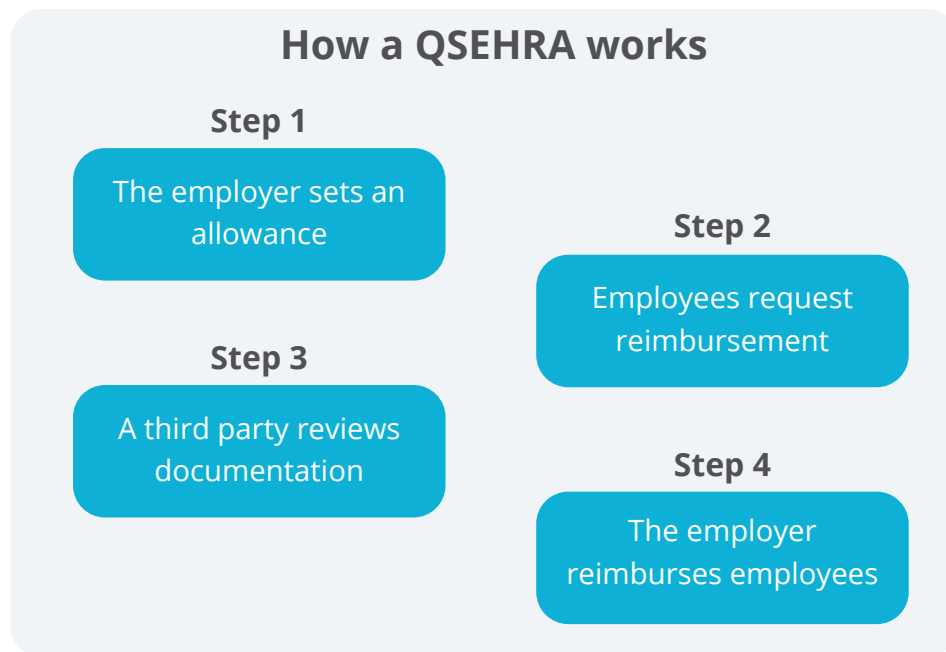 How a QSEHRA works
Step 1
The employer sets an
allowance
Step 2
Employees request
reimbursement
Step 3
A third party reviews
documentation
Step 4
The employer
reimburses employees